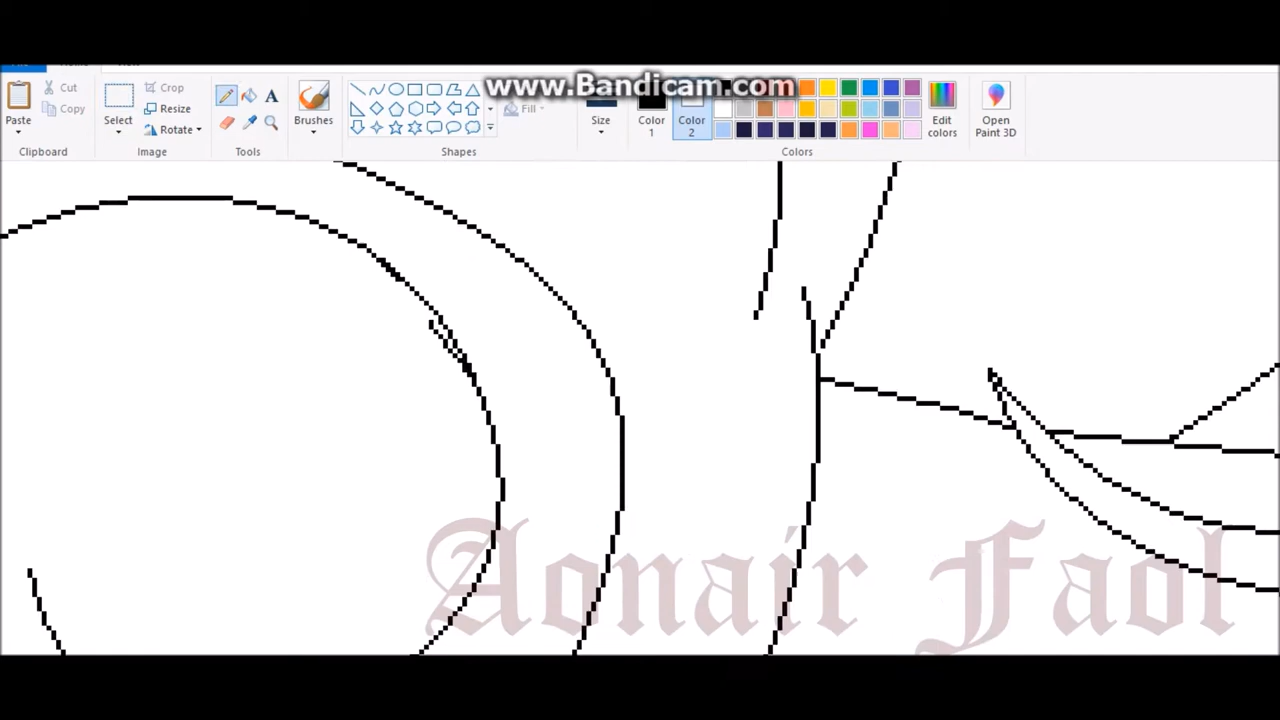 www.Bandicam.com
Paste
Cut
Copy
Clipboard
Select
Crop
Resize
Rotate
Image
A
Tools
Brushes
Fill
Shapes
Size
Color
1
Color
2
Edit
colors
Colors
Open
Paint 3D
Aonair Faol